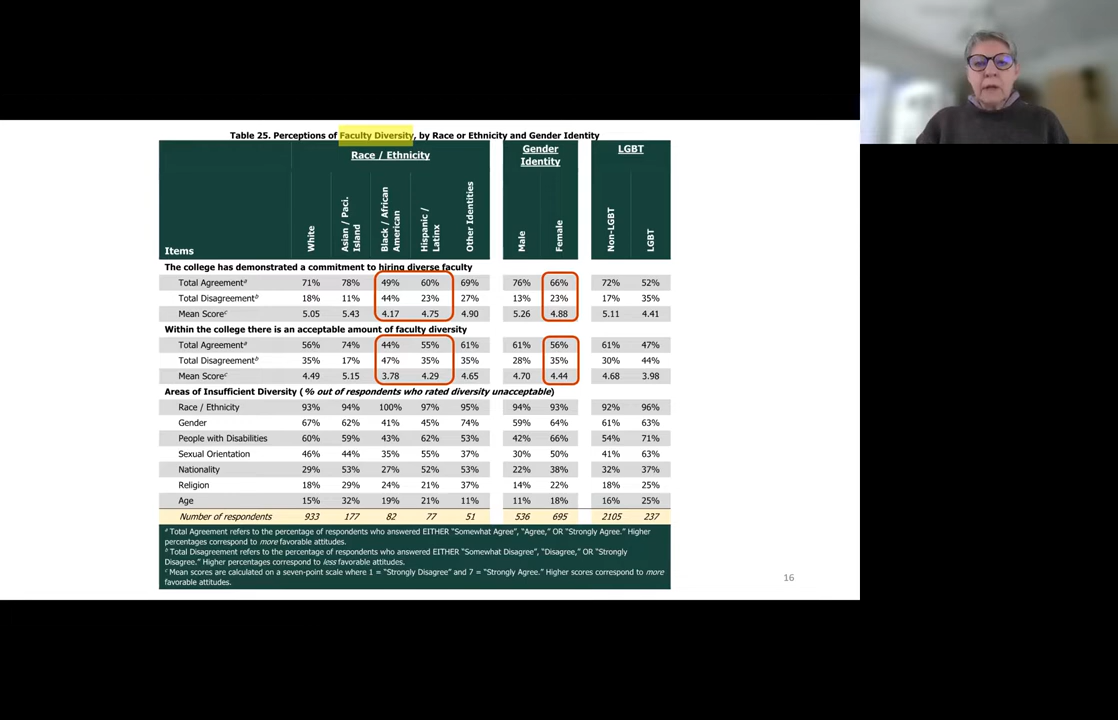 Table 25. Perceptions of Faculty Diversity, by Race or Ethnicity and Gender Identity
Race / Ethnicity
Gender Identity
LGBT
Items
White
Asian / Paci. Island
Black / African American
Hispanic / Latinx
Other Identities
Male
Female
Non-LGBT
LGBT
The college has demonstrated a commitment to hiring diverse faculty
Total Agreementᵃ 71% 78% 49% 60% 69% 76% 66% 72% 52%
Total Disagreementᵇ 18% 11% 44% 23% 27% 13% 23% 17% 35%
Mean Scoreᶜ 5.05 5.43 4.17 4.75 4.90 5.26 4.88 5.11 4.41
Within the college there is an acceptable amount of faculty diversity
Total Agreementᵃ 56% 74% 44% 55% 61% 61% 56% 61% 47%
Total Disagreementᵇ 35% 17% 47% 35% 35% 28% 35% 30% 44%
Mean Scoreᶜ 4.49 5.15 3.78 4.29 4.65 4.70 4.44 4.68 3.98
Areas of Insufficient Diversity (% out of respondents who rated diversity unacceptable)
Race / Ethnicity 93% 94% 100% 97% 95% 94% 93% 92% 96%
Gender 67% 62% 41% 45% 74% 59% 64% 61% 63%
People with Disabilities 60% 59% 43% 62% 53% 42% 66% 54% 71%
Sexual Orientation 46% 44% 35% 55% 37% 30% 50% 41% 63%
Nationality 29% 53% 27% 52% 53% 22% 38% 32% 37%
Religion 18% 29% 24% 21% 37% 14% 22% 18% 25%
Age 15% 32% 19% 21% 11% 11% 18% 16% 25%
Number of respondents 933 177 82 77 51 536 695 2105 237
ᵃ Total Agreement refers to the percentage of respondents who answered EITHER “Somewhat Agree”, “Agree,” OR “Strongly Agree.” Higher
percentages correspond to more favorable attitudes.
ᵇ Total Disagreement refers to the percentage of respondents who answered EITHER “Somewhat Disagree”, “Disagree,” OR “Strongly
Disagree.” Higher percentages correspond to less favorable attitudes.
ᶜ Mean scores are calculated on a seven-point scale where 1 = “Strongly Disagree” and 7 = “Strongly Agree.” Higher scores correspond to more
favorable attitudes.
16